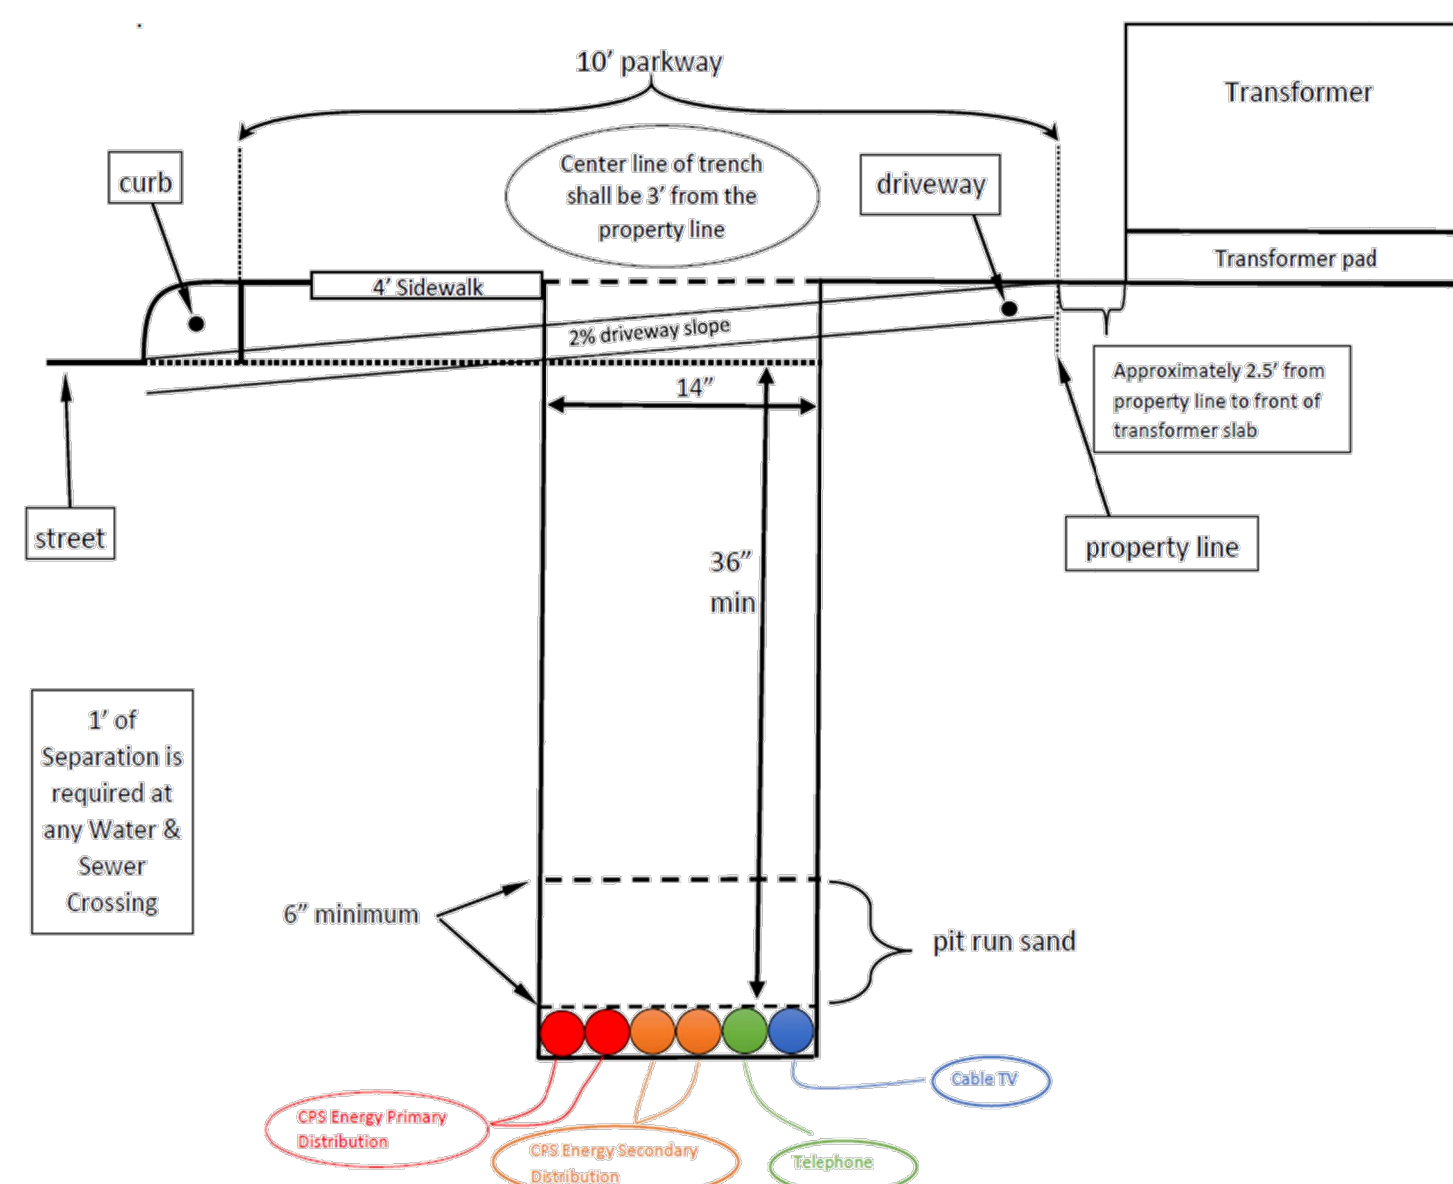 10’ parkway
Transformer
curb
Center line of trench
shall be 3’ from the
property line
driveway
Transformer pad
4’ Sidewalk
2% driveway slope
14”
Approximately 2.5’ from
property line to front of
transformer slab
street
property line
36”
min
1’ of
Separation is
required at
any Water &
Sewer
Crossing
6” minimum
pit run sand
Cable TV
CPS Energy Primary
Distribution
CPS Energy Secondary
Distribution
Telephone